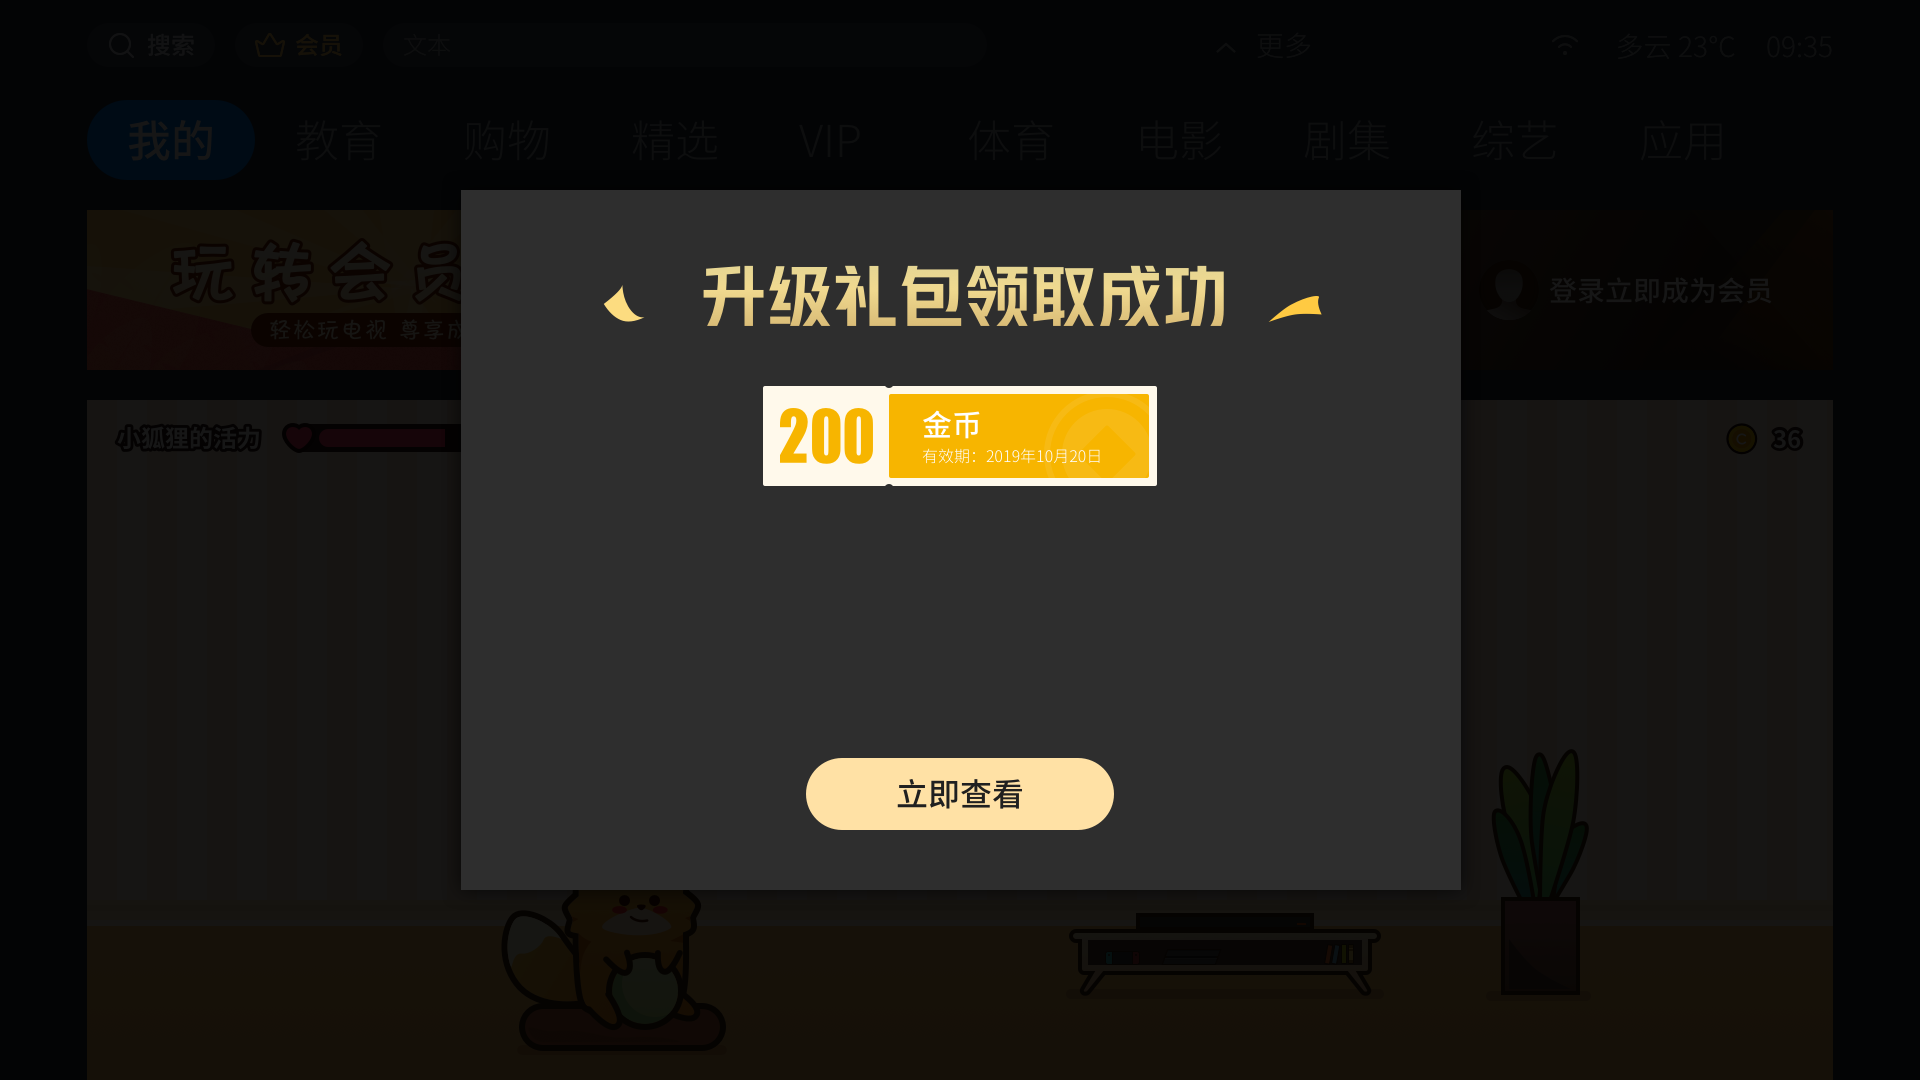 搜索
会员
文本
更多
多云 23°C
09:35
我的
教育
购物
精选
VIP
体育
电影
剧集
综艺
应用
玩转会员
轻松玩电视 尊享成
登录立即成为会员
小狐狸的活力
36
升级礼包领取成功
200
金币
有效期：2019年10月20日
立即查看